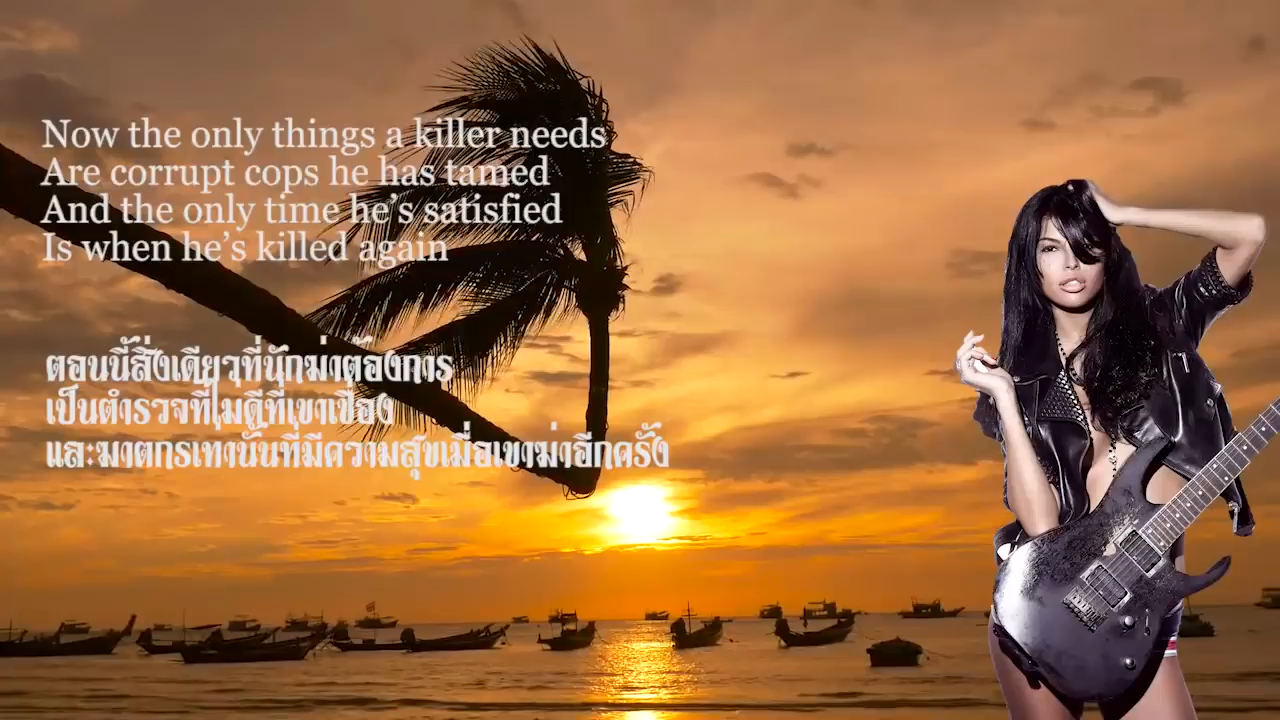 Now the only things a killer needs
Are corrupt cops he has tamed
And the only time he's satisfied
Is when he's killed again
ตอนนี้สิ่งเดียวที่นักฆ่าต้องการ
เป็นตำรวจที่ไม่ดีที่เขาเชื่อง
และฆาตกรเท่านั้นที่มีความสุขเมื่อเขาฆ่าอีกครั้ง